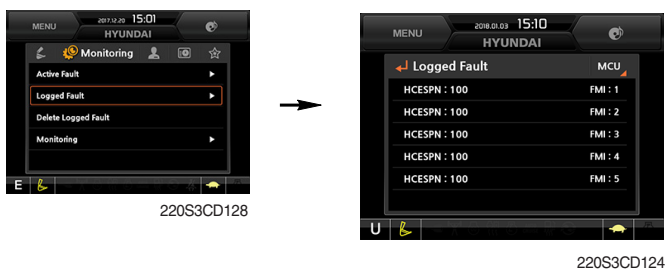 MENU
2017.12.20 15:01
HYUNDAI
Monitoring
Active Fault
Logged Fault
Delete Logged Fault
Monitoring
E
220S3CD128
MENU
2018.01.03 15:10
HYUNDAI
Logged Fault MCU
HCESPN : 100 FMI : 1
HCESPN : 100 FMI : 2
HCESPN : 100 FMI : 3
HCESPN : 100 FMI : 4
HCESPN : 100 FMI : 5
U
220S3CD124